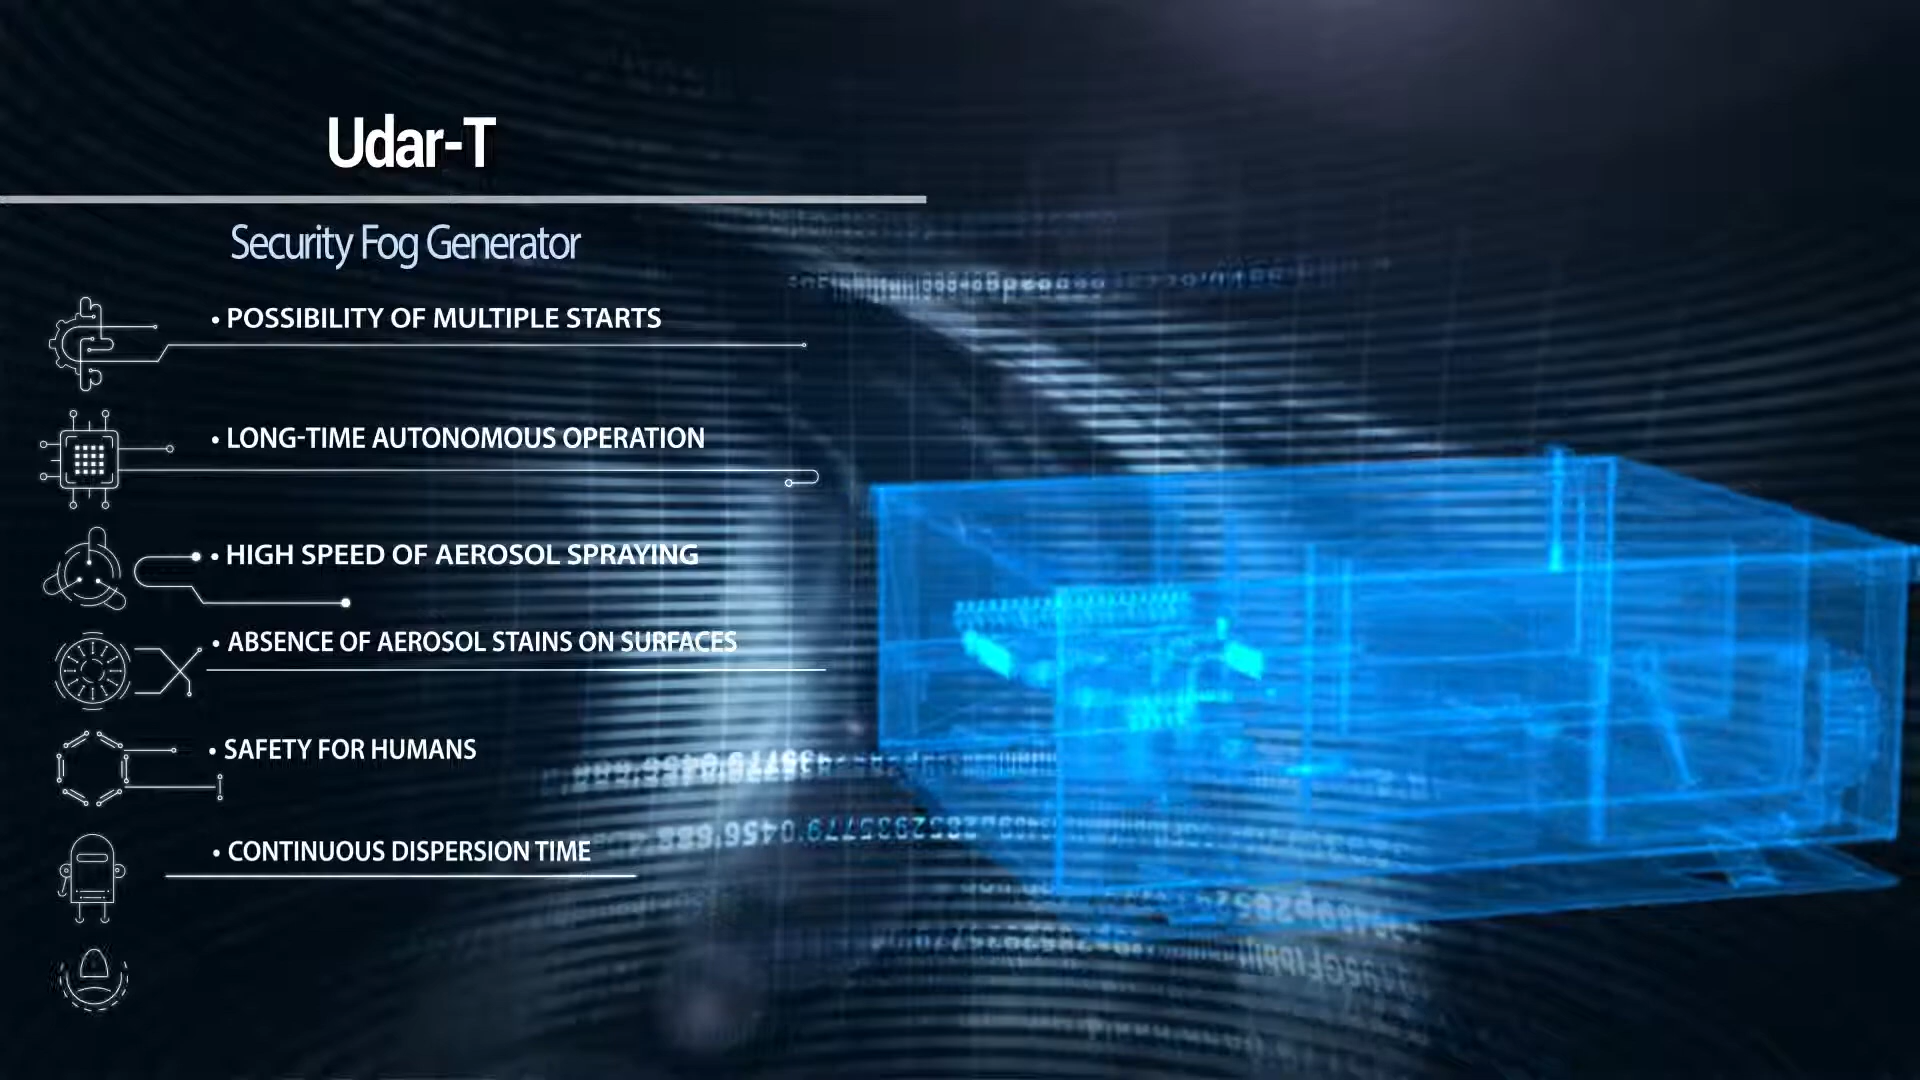 Udar-T
Security Fog Generator
• POSSIBILITY OF MULTIPLE STARTS
• LONG-TIME AUTONOMOUS OPERATION
• HIGH SPEED OF AEROSOL SPRAYING
• ABSENCE OF AEROSOL STAINS ON SURFACES
• SAFETY FOR HUMANS
• CONTINUOUS DISPERSION TIME